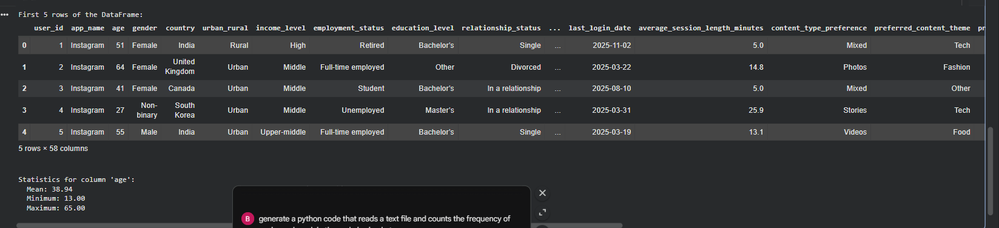 First 5 rows of the DataFrame:
user_id app_name age gender country urban_rural income_level employment_status education_level relationship_status ... last_login_date average_session_length_minutes content_type_preference preferred_content_theme pr
0 1 Instagram 51 Female India Rural High Retired Bachelor's Single ... 2025-11-02 5.0 Mixed Tech
1 2 Instagram 64 Female United Kingdom Urban Middle Full-time employed Other Divorced ... 2025-03-22 14.8 Photos Fashion
2 3 Instagram 41 Female Canada Urban Middle Student Bachelor's In a relationship ... 2025-08-10 5.0 Mixed Other
3 4 Instagram 27 Non-binary South Korea Urban Middle Unemployed Master's In a relationship ... 2025-03-31 25.9 Stories Tech
4 5 Instagram 55 Male India Urban Upper-middle Full-time employed Bachelor's Single ... 2025-03-19 13.1 Videos Food
5 rows × 58 columns
Statistics for column 'age':
Mean: 38.94
Minimum: 13.00
Maximum: 65.00
B generate a python code that reads a text file and counts the frequency of